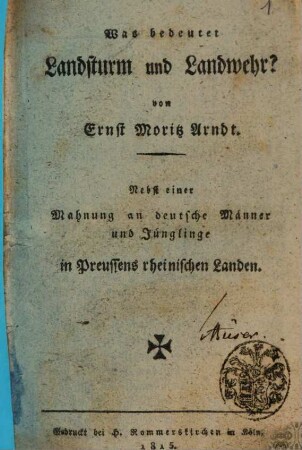 1
Was bedeutet
Landsturm und Landwehr?
von
Ernst Moritz Arndt.
Nebst einer
Mahnung an deutsche Männer
und Jünglinge
in Preussens rheinischen Landen.
Gedruckt bei H. Rommerskirchen in Köln.
1815.